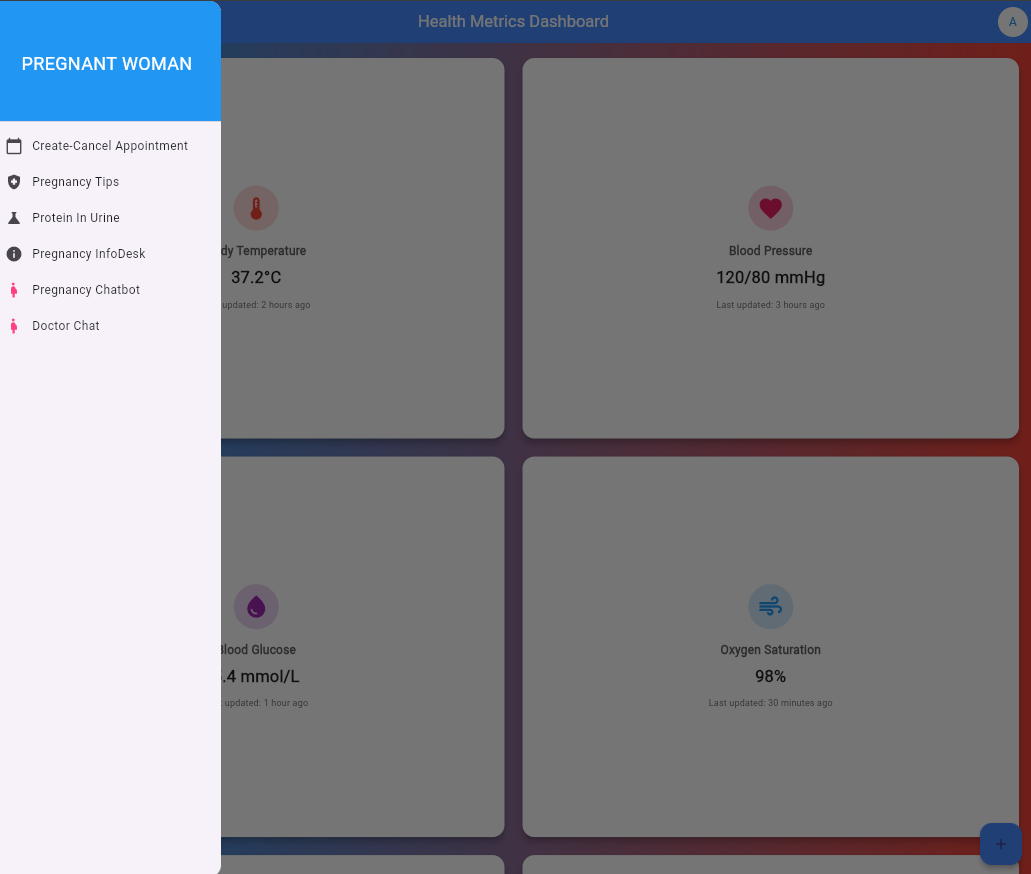 Health Metrics Dashboard
A
PREGNANT WOMAN
Create-Cancel Appointment
Pregnancy Tips
Protein In Urine
Pregnancy InfoDesk
Pregnancy Chatbot
Doctor Chat
Temperature
37.2°C
updated: 2 hours ago
Blood Pressure
120/80 mmHg
Last updated: 3 hours ago
Blood Glucose
.4 mmol/L
updated: 1 hour ago
Oxygen Saturation
98%
Last updated: 30 minutes ago
+